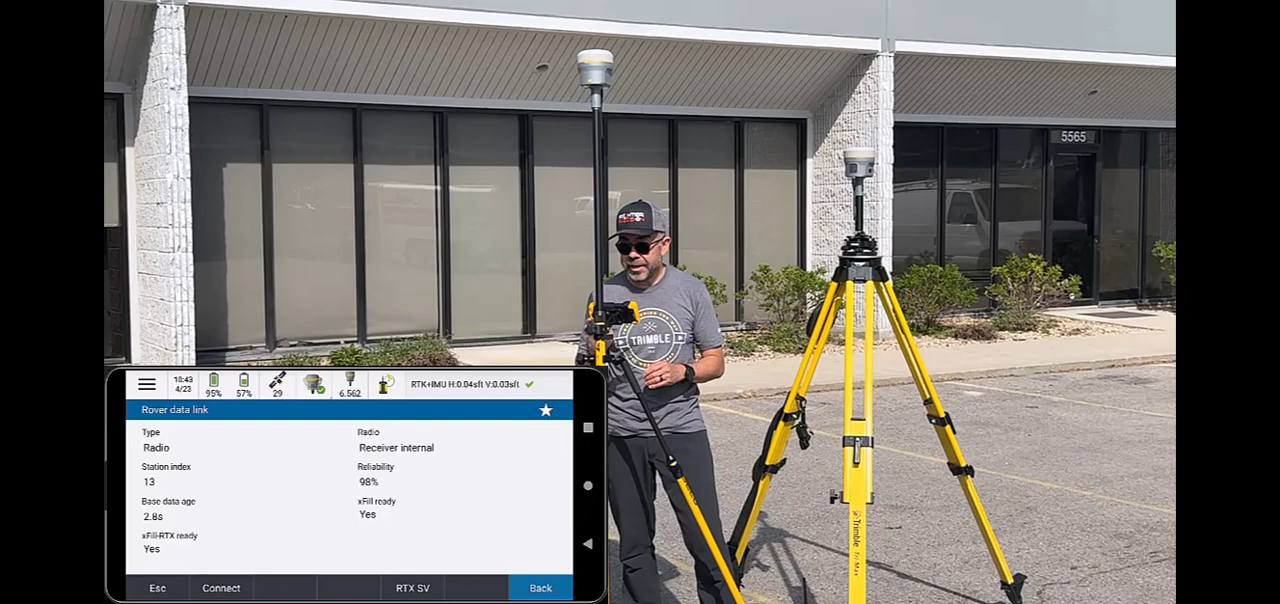 5565
TRIMBLE
Trimble
10:43
4/23
95%
57%
29
6.562
RTK+IMU H:0.04sft V:0.03sft
Rover data link
Type
Radio
Radio
Receiver internal
Station index
13
Reliability
98%
Base data age
2.8s
xFill ready
Yes
xFill-RTX ready
Yes
Esc
Connect
RTX SV
Back